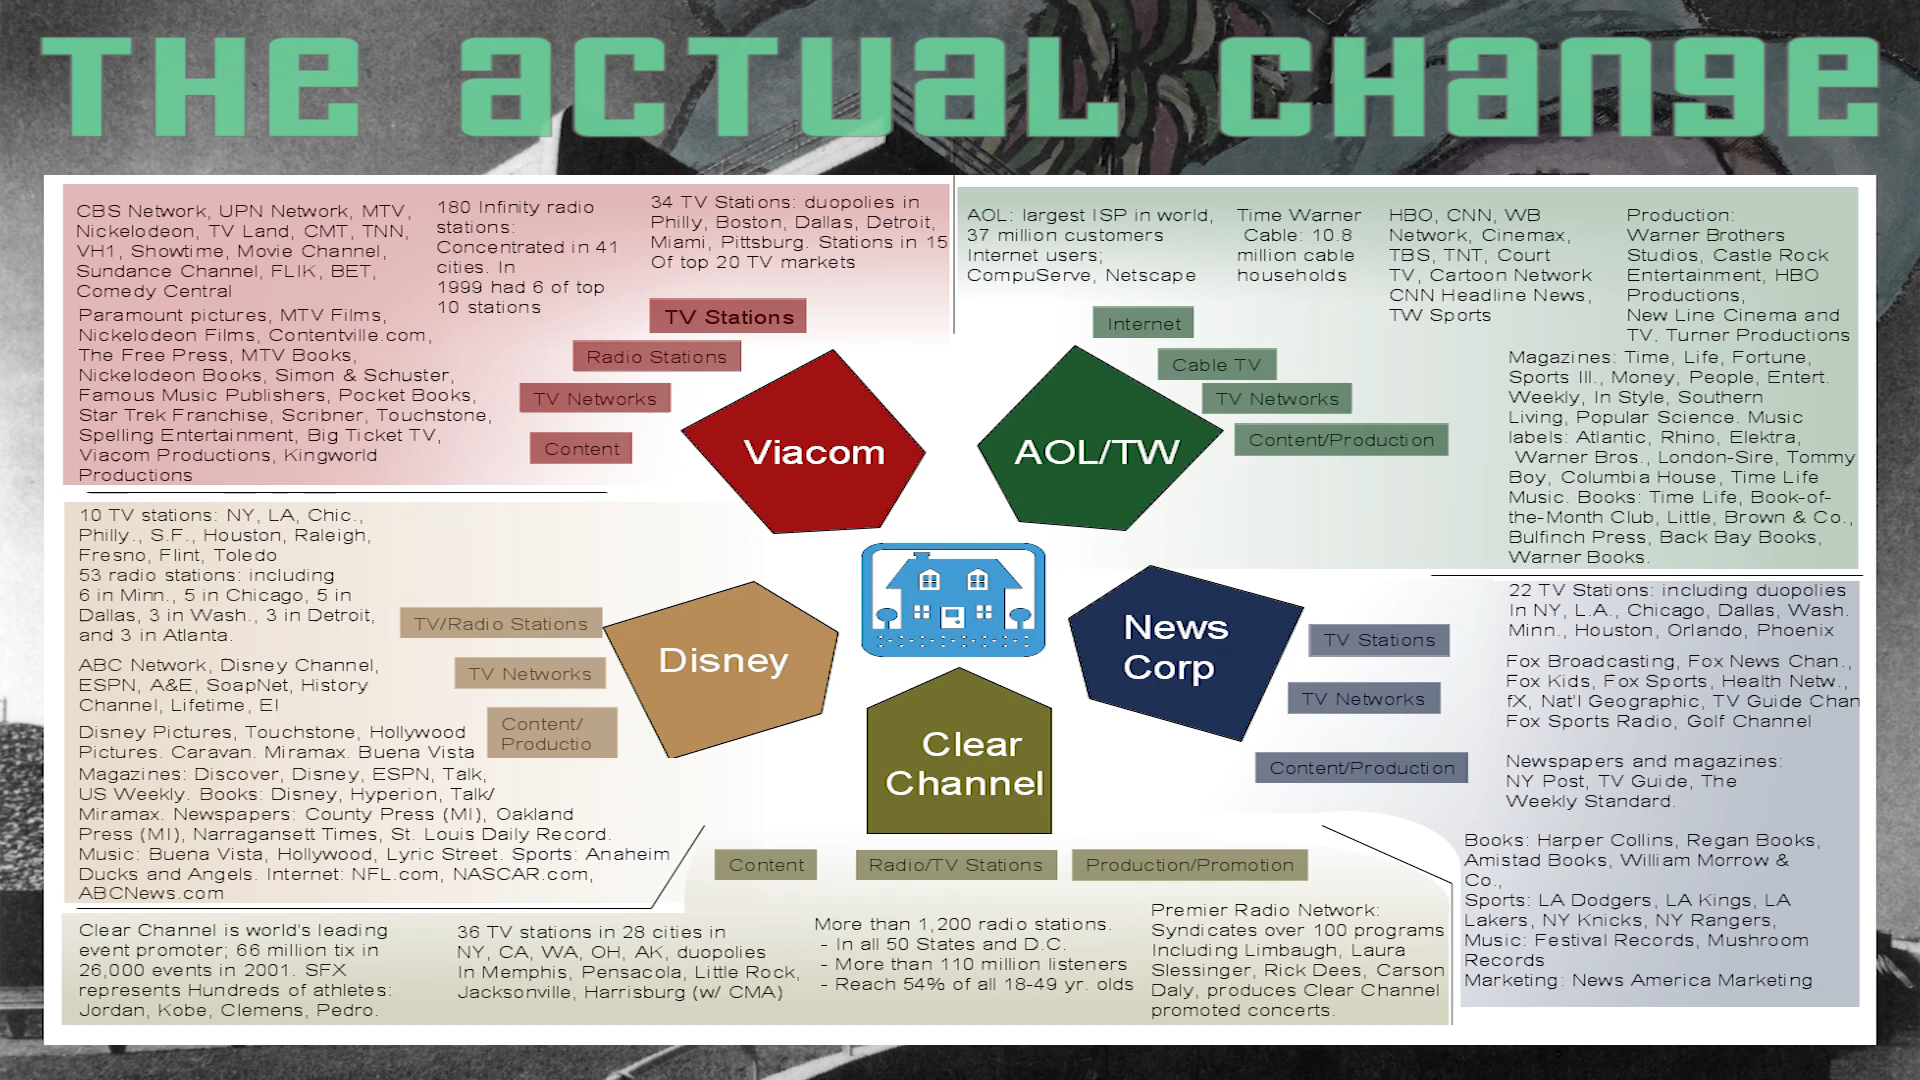 THE ACTUAL CHANGE
CBS Network, UPN Network, MTV,
Nickelodeon, TV Land, CMT, TNN,
VH1, Showtime, Movie Channel,
Sundance Channel, FLIK, BET,
Comedy Central
Paramount pictures, MTV Films,
Nickelodeon Films, Contentville.com,
The Free Press, MTV Books,
Nickelodeon Books, Simon & Schuster,
Famous Music Publishers, Pocket Books,
Star Trek Franchise, Scribner, Touchstone,
Spelling Entertainment, Big Ticket TV,
Viacom Productions, Kingworld
Productions
180 Infinity radio
stations:
Concentrated in 41
cities. In
1999 had 6 of top
10 stations
34 TV Stations: duopolies in
Philly, Boston, Dallas, Detroit,
Miami, Pittsburg. Stations in 15
Of top 20 TV markets
TV Stations
Radio Stations
TV Networks
Content
Viacom
AOL: largest ISP in world,
37 million customers
Internet users;
CompuServe, Netscape
Time Warner
Cable: 10.8
million cable
households
HBO, CNN, WB
Network, Cinemax,
TBS, TNT, Court
TV, Cartoon Network
CNN Headline News,
TW Sports
Production:
Warner Brothers
Studios, Castle Rock
Entertainment, HBO
Productions,
New Line Cinema and
TV. Turner Productions
Magazines: Time, Life, Fortune,
Sports Ill., Money, People, Entert.
Weekly, In Style, Southern
Living, Popular Science. Music
labels: Atlantic, Rhino, Elektra,
Warner Bros., London-Sire, Tommy
Boy, Columbia House, Time Life
Music. Books: Time Life, Book-of-
the-Month Club, Little, Brown & Co.,
Bulfinch Press, Back Bay Books,
Warner Books.
Internet
Cable TV
TV Networks
Content/Production
AOL/TW
10 TV stations: NY, LA, Chic.,
Philly., S.F., Houston, Raleigh,
Fresno, Flint, Toledo
53 radio stations: including
6 in Minn., 5 in Chicago, 5 in
Dallas, 3 in Wash., 3 in Detroit,
and 3 in Atlanta.
ABC Network, Disney Channel,
ESPN, A&E, SoapNet, History
Channel, Lifetime, E!
Disney Pictures, Touchstone, Hollywood
Pictures. Caravan. Miramax. Buena Vista
Magazines: Discover, Disney, ESPN, Talk,
US Weekly. Books: Disney, Hyperion, Talk/
Miramax. Newspapers: County Press (MI), Oakland
Press (MI), Narragansett Times, St. Louis Daily Record.
Music: Buena Vista, Hollywood, Lyric Street. Sports: Anaheim
Ducks and Angels. Internet: NFL.com, NASCAR.com,
ABCNews.com
TV/Radio Stations
TV Networks
Content/
Productio
Disney
News
Corp
TV Stations
TV Networks
Content/Production
22 TV Stations: including duopolies
In NY, L.A., Chicago, Dallas, Wash.
Minn., Houston, Orlando, Phoenix
Fox Broadcasting, Fox News Chan.,
Fox Kids, Fox Sports, Health Netw.,
fX, Nat'l Geographic, TV Guide Chan
Fox Sports Radio, Golf Channel
Newspapers and magazines:
NY Post, TV Guide, The
Weekly Standard.
Books: Harper Collins, Regan Books,
Amistad Books, William Morrow &
Co.,
Sports: LA Dodgers, LA Kings, LA
Lakers, NY Knicks, NY Rangers,
Music: Festival Records, Mushroom
Records
Marketing: News America Marketing
Clear
Channel
Content
Radio/TV Stations
Production/Promotion
Clear Channel is world's leading
event promoter; 66 million tix in
26,000 events in 2001. SFX
represents Hundreds of athletes:
Jordan, Kobe, Clemens, Pedro.
36 TV stations in 28 cities in
NY, CA, WA, OH, AK, duopolies
In Memphis, Pensacola, Little Rock,
Jacksonville, Harrisburg (w/ CMA)
More than 1,200 radio stations.
- In all 50 States and D.C.
- More than 110 million listeners
- Reach 54% of all 18-49 yr. olds
Premier Radio Network:
Syndicates over 100 programs
Including Limbaugh, Laura
Slessinger, Rick Dees, Carson
Daly, produces Clear Channel
promoted concerts.